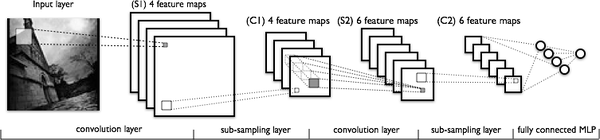 Input layer
(S1) 4 feature maps
(C1) 4 feature maps
(S2) 6 feature maps
(C2) 6 feature maps
convolution layer
sub-sampling layer
convolution layer
sub-sampling layer
fully connected MLP